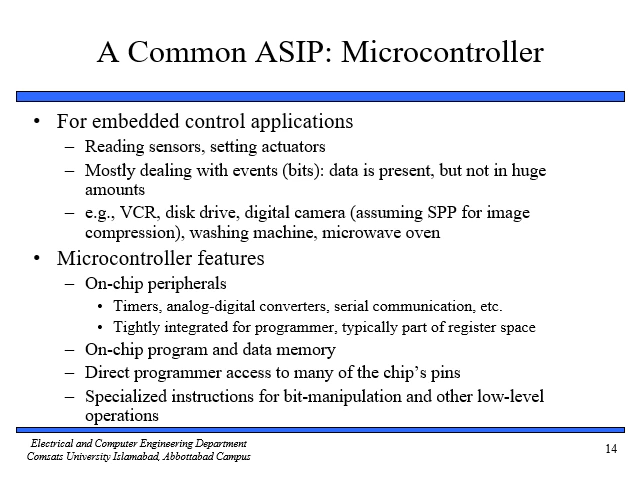 A Common ASIP: Microcontroller
• For embedded control applications
– Reading sensors, setting actuators
– Mostly dealing with events (bits): data is present, but not in huge
amounts
– e.g., VCR, disk drive, digital camera (assuming SPP for image
compression), washing machine, microwave oven
• Microcontroller features
– On-chip peripherals
• Timers, analog-digital converters, serial communication, etc.
• Tightly integrated for programmer, typically part of register space
– On-chip program and data memory
– Direct programmer access to many of the chip’s pins
– Specialized instructions for bit-manipulation and other low-level
operations
Electrical and Computer Engineering Department
Comsats University Islamabad, Abbottabad Campus
14